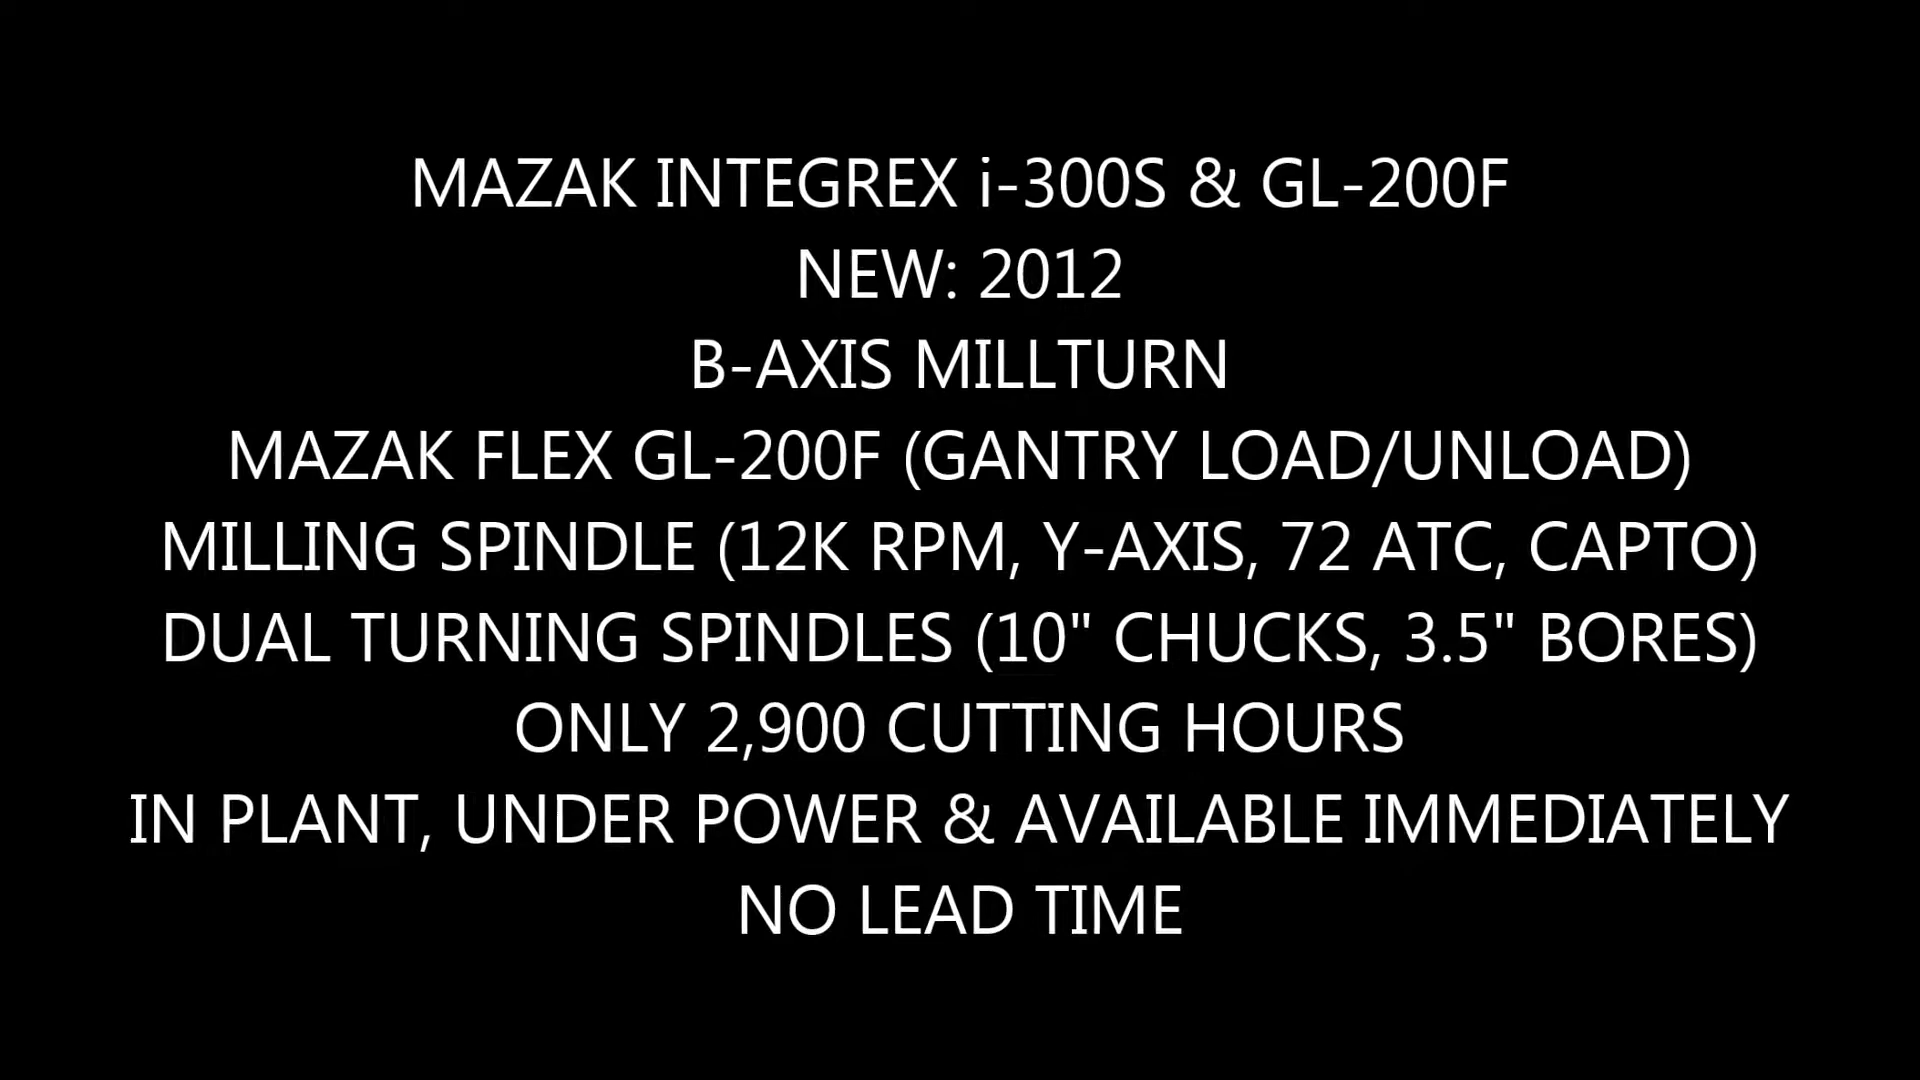 MAZAK INTEGREX i-300S & GL-200F
NEW: 2012
B-AXIS MILLTURN
MAZAK FLEX GL-200F (GANTRY LOAD/UNLOAD)
MILLING SPINDLE (12K RPM, Y-AXIS, 72 ATC, CAPTO)
DUAL TURNING SPINDLES (10" CHUCKS, 3.5" BORES)
ONLY 2,900 CUTTING HOURS
IN PLANT, UNDER POWER & AVAILABLE IMMEDIATELY
NO LEAD TIME